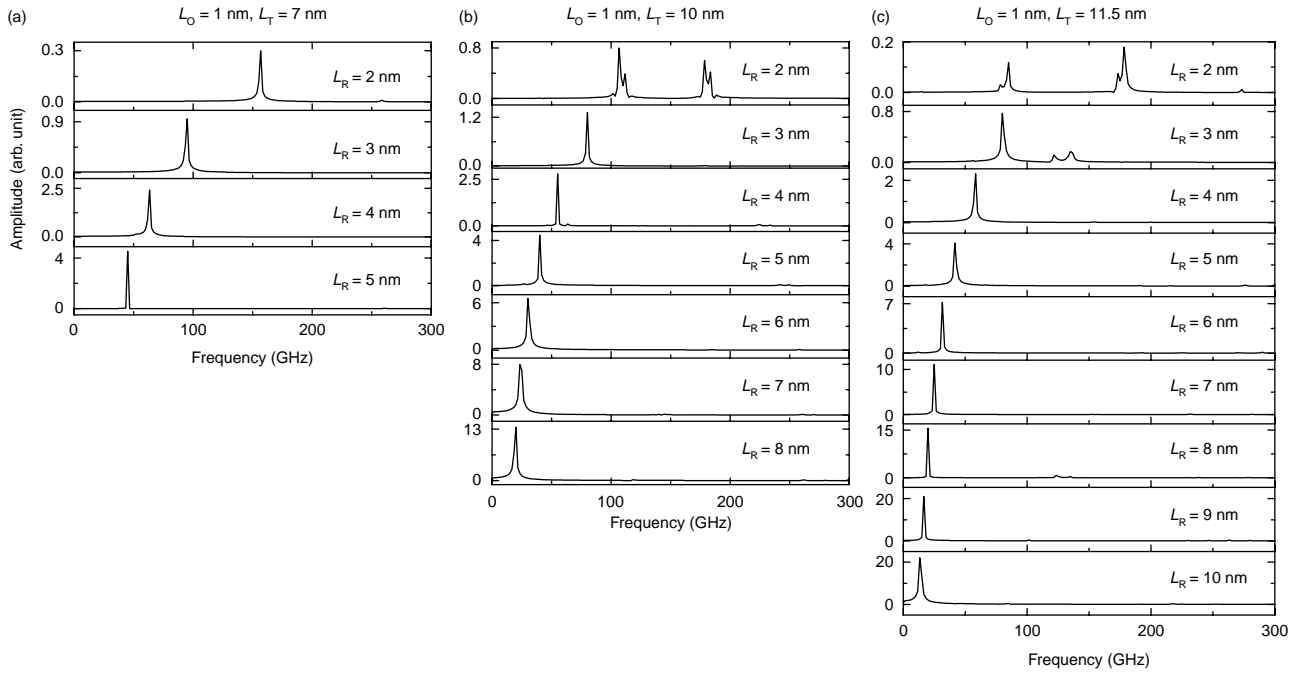 (a)
L_O = 1 nm, L_T = 7 nm
Amplitude (arb. unit)
0.3
0.0
L_R = 2 nm
0.9
0.0
L_R = 3 nm
2.5
0.0
L_R = 4 nm
4
0
L_R = 5 nm
0 100 200 300
Frequency (GHz)
(b)
L_O = 1 nm, L_T = 10 nm
0.8
0.0
L_R = 2 nm
1.2
0.0
L_R = 3 nm
2.5
0.0
L_R = 4 nm
4
0
L_R = 5 nm
6
0
L_R = 6 nm
8
0
L_R = 7 nm
13
0
L_R = 8 nm
0 100 200 300
Frequency (GHz)
(c)
L_O = 1 nm, L_T = 11.5 nm
0.2
0.0
L_R = 2 nm
0.8
0.0
L_R = 3 nm
2
0
L_R = 4 nm
4
0
L_R = 5 nm
7
0
L_R = 6 nm
10
0
L_R = 7 nm
15
0
L_R = 8 nm
20
0
L_R = 9 nm
20
0
L_R = 10 nm
0 100 200 300
Frequency (GHz)